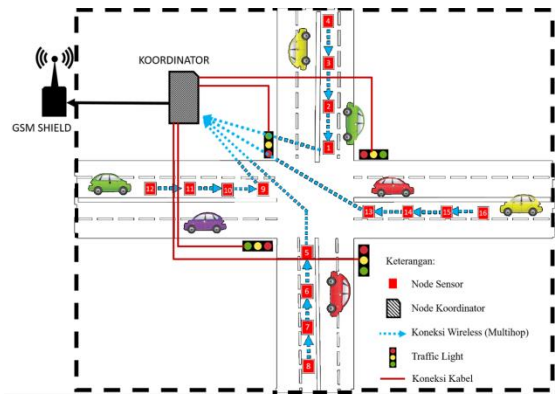 KOORDINATOR
GSM SHIELD
4
3
2
1
12
11
10
9
13
14
15
16
5
6
7
8
Keterangan:
Node Sensor
Node Koordinator
Koneksi Wireless (Multihop)
Traffic Light
Koneksi Kabel